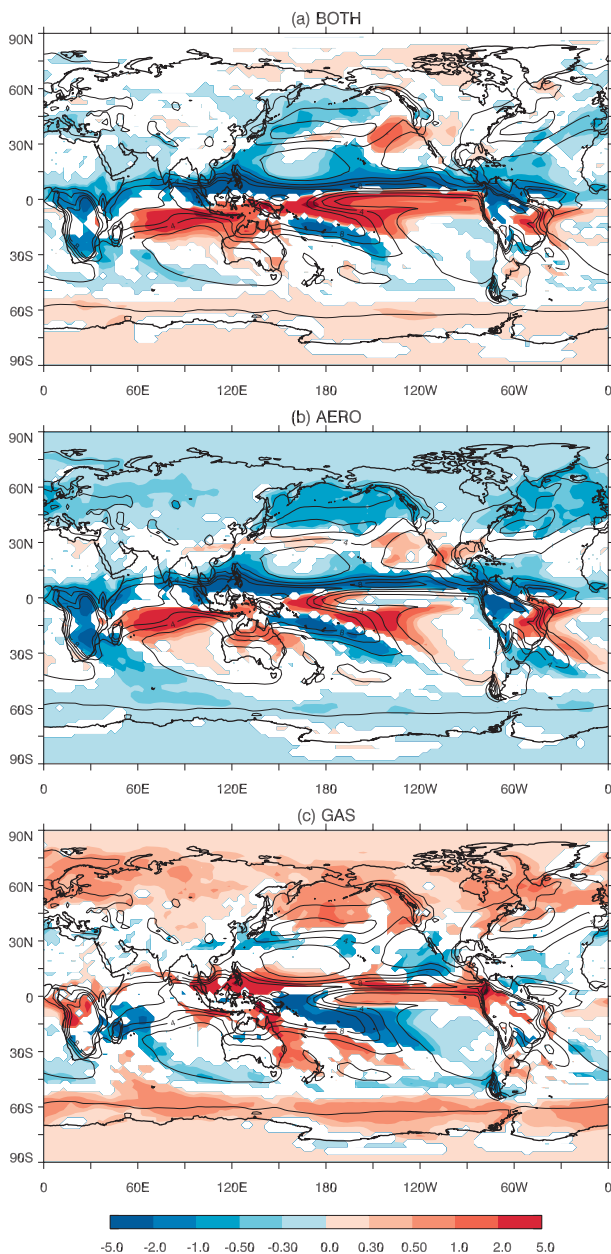 (a) BOTH
90N
60N
30N
0
30S
60S
90S
0 60E 120E 180 120W 60W 0
(b) AERO
90N
60N
30N
0
30S
60S
90S
0 60E 120E 180 120W 60W 0
(c) GAS
90N
60N
30N
0
30S
60S
90S
0 60E 120E 180 120W 60W 0
-5.0 -2.0 -1.0 -0.50 -0.30 0.0 0.30 0.50 1.0 2.0 5.0